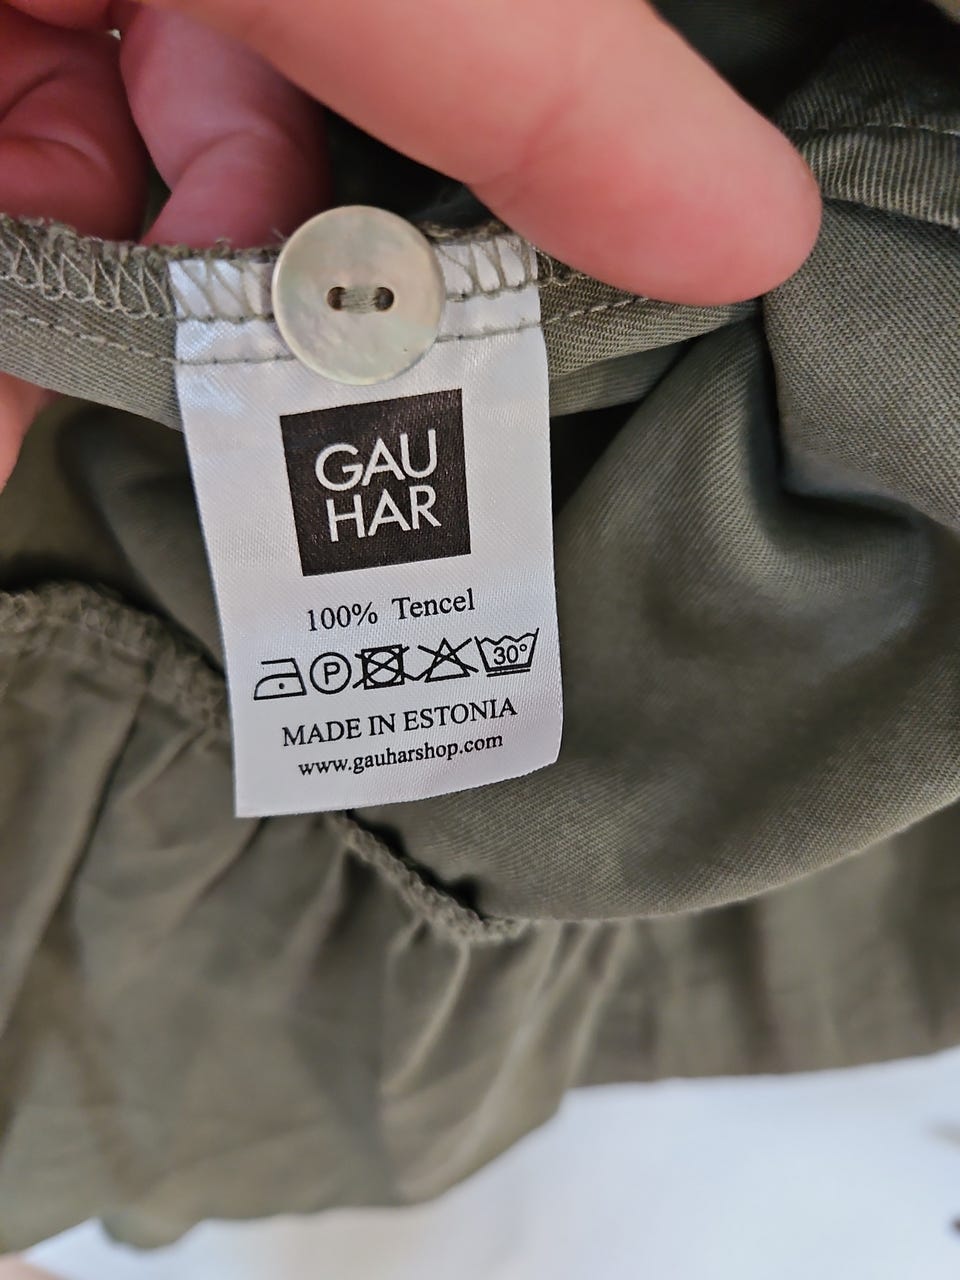 GAU
HAR
100% Tencel
P 30°
MADE IN ESTONIA
www.gauharshop.com